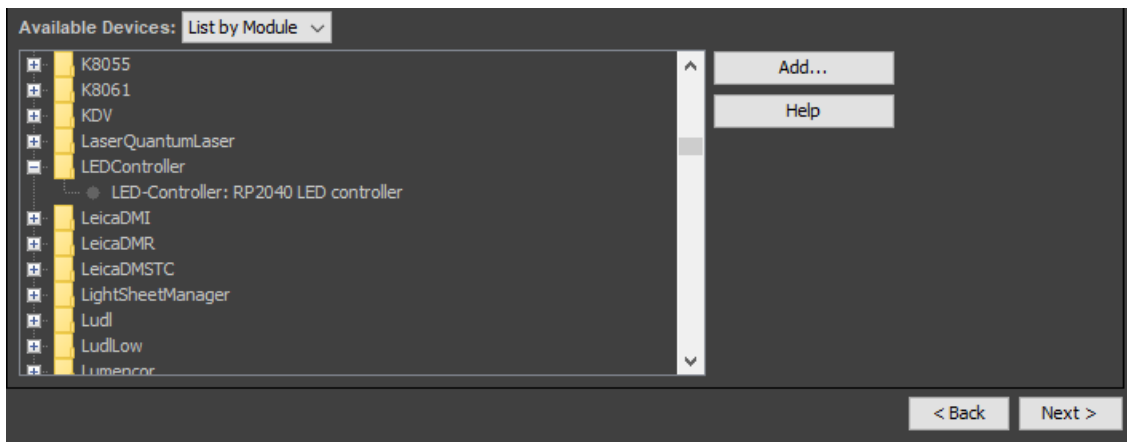 Available Devices: List by Module
K8055
Add...
K8061
Help
KDV
LaserQuantumLaser
LEDController
LED-Controller: RP2040 LED controller
LeicaDMI
LeicaDMR
LeicaDMSTC
LightSheetManager
Ludl
LudlLow
Lumencor
< Back
Next >